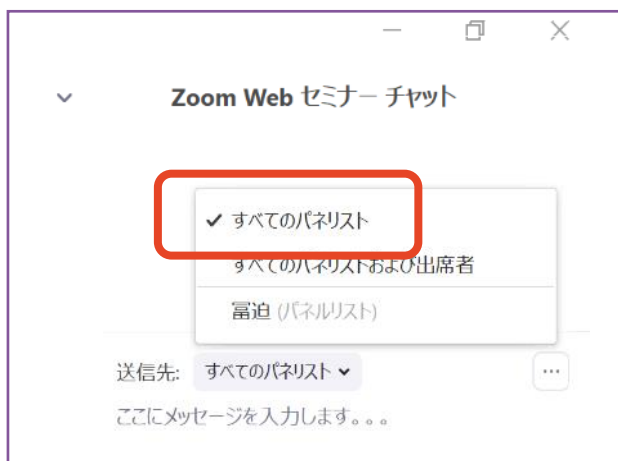 Zoom Web セミナー チャット
すべてのパネリスト
すべてのパネリストおよび出席者
冨迫 (パネルリスト)
送信先: すべてのパネリスト
ここにメッセージを入力します。。。